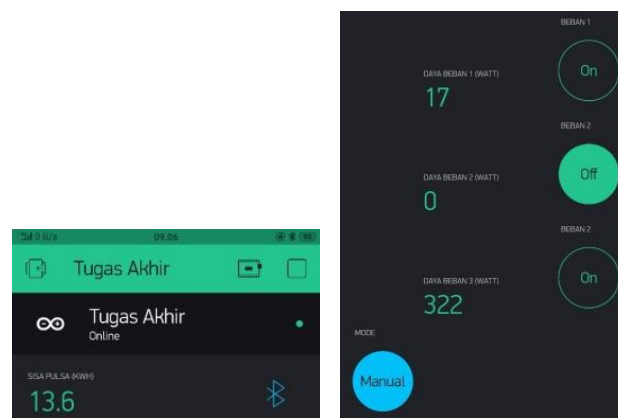 09.06
Tugas Akhir
Tugas Akhir
Online
SISA PULSA (KWH)
13.6
BEBAN 1
DAYA BEBAN 1 (WATT)
On
17
BEBAN 2
DAYA BEBAN 2 (WATT)
Off
0
BEBAN 2
DAYA BEBAN 3 (WATT)
On
322
MODE
Manual